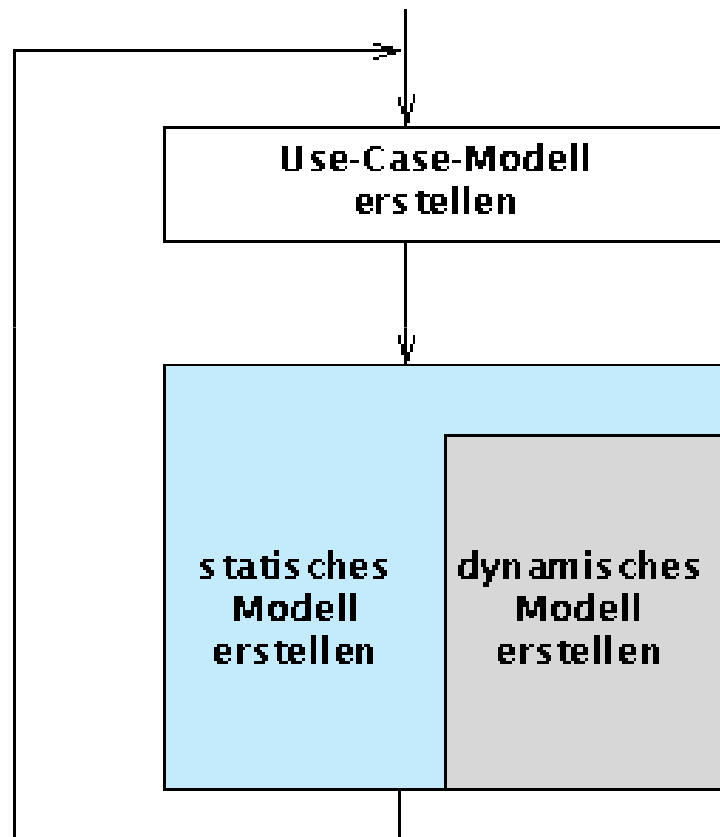 Use-Case-Modell
erstellen
statisches
Modell
erstellen
dynamisches
Modell
erstellen